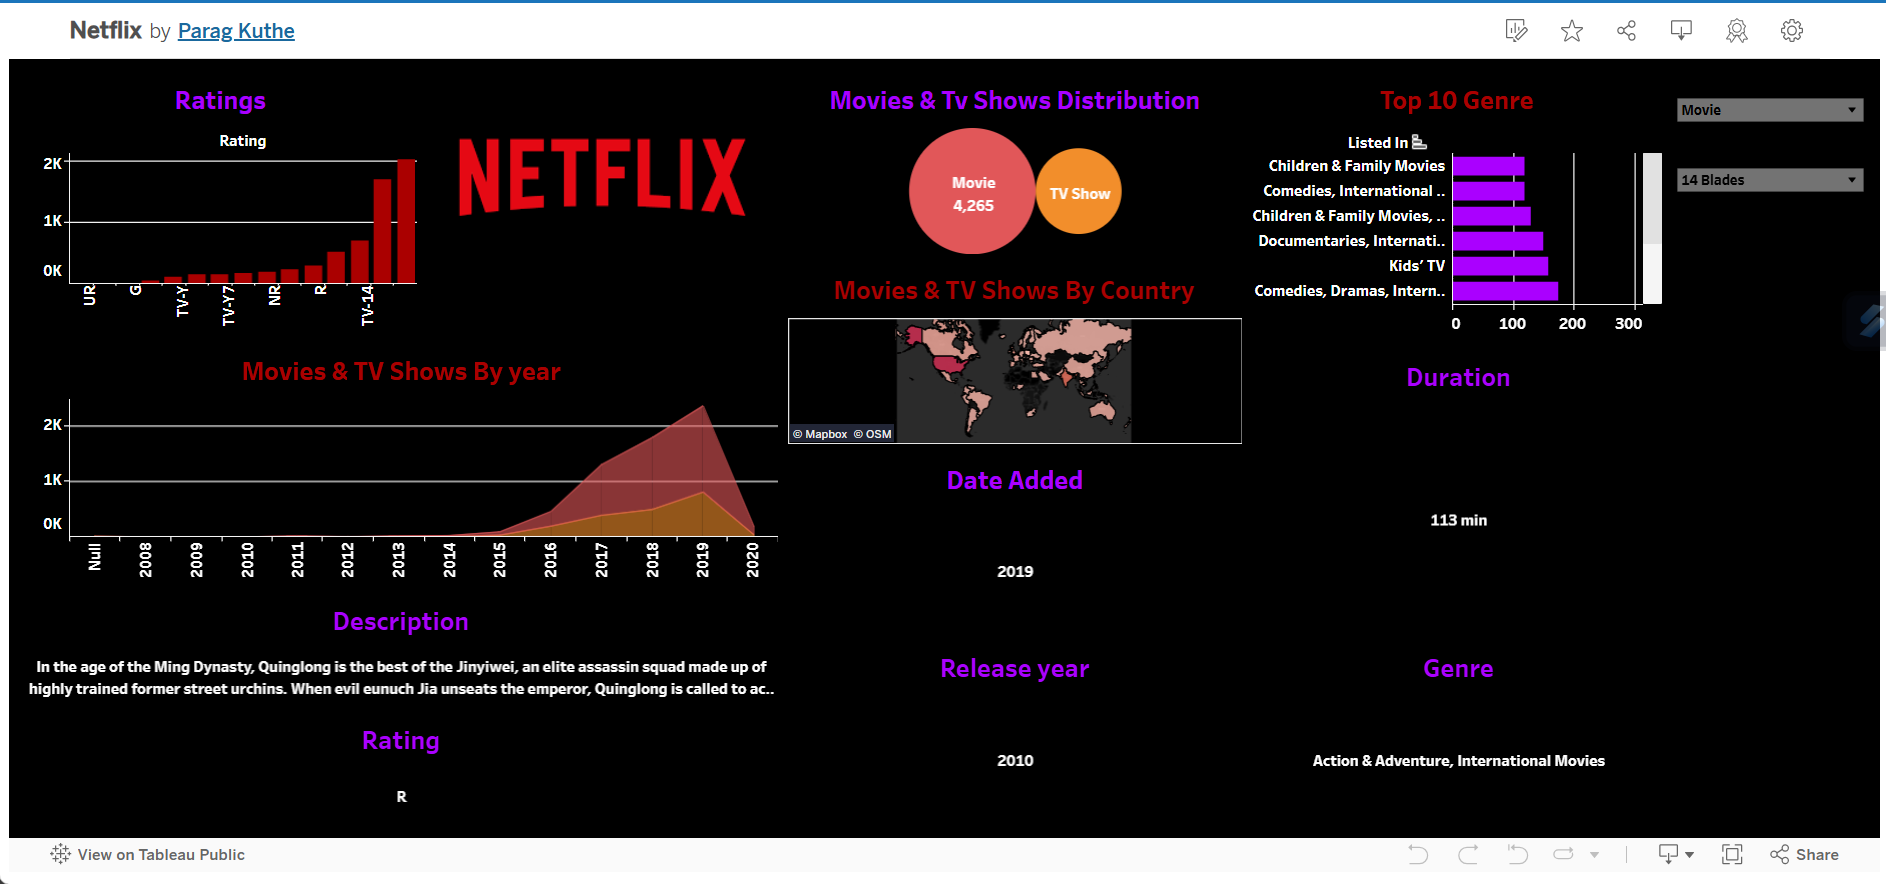 Netflix by Parag Kuthe
Ratings
Rating
2K
1K
0K
UR
G
TV-Y
TV-Y7
NR
R
TV-14
NETFLIX
Movies & Tv Shows Distribution
Movie
4,265
TV Show
Top 10 Genre
Listed In
Children & Family Movies
Comedies, International ..
Children & Family Movies, ..
Documentaries, Internati..
Kids’ TV
Comedies, Dramas, Intern..
0 100 200 300
Movie
14 Blades
Movies & TV Shows By Country
© Mapbox © OSM
Movies & TV Shows By year
2K
1K
0K
Null 2008 2009 2010 2011 2012 2013 2014 2015 2016 2017 2018 2019 2020
Duration
113 min
Date Added
2019
Description
In the age of the Ming Dynasty, Quinglong is the best of the Jinyiwei, an elite assassin squad made up of
highly trained former street urchins. When evil eunuch Jia unseats the emperor, Quinglong is called to ac..
Release year
2010
Genre
Action & Adventure, International Movies
Rating
R
View on Tableau Public
Share